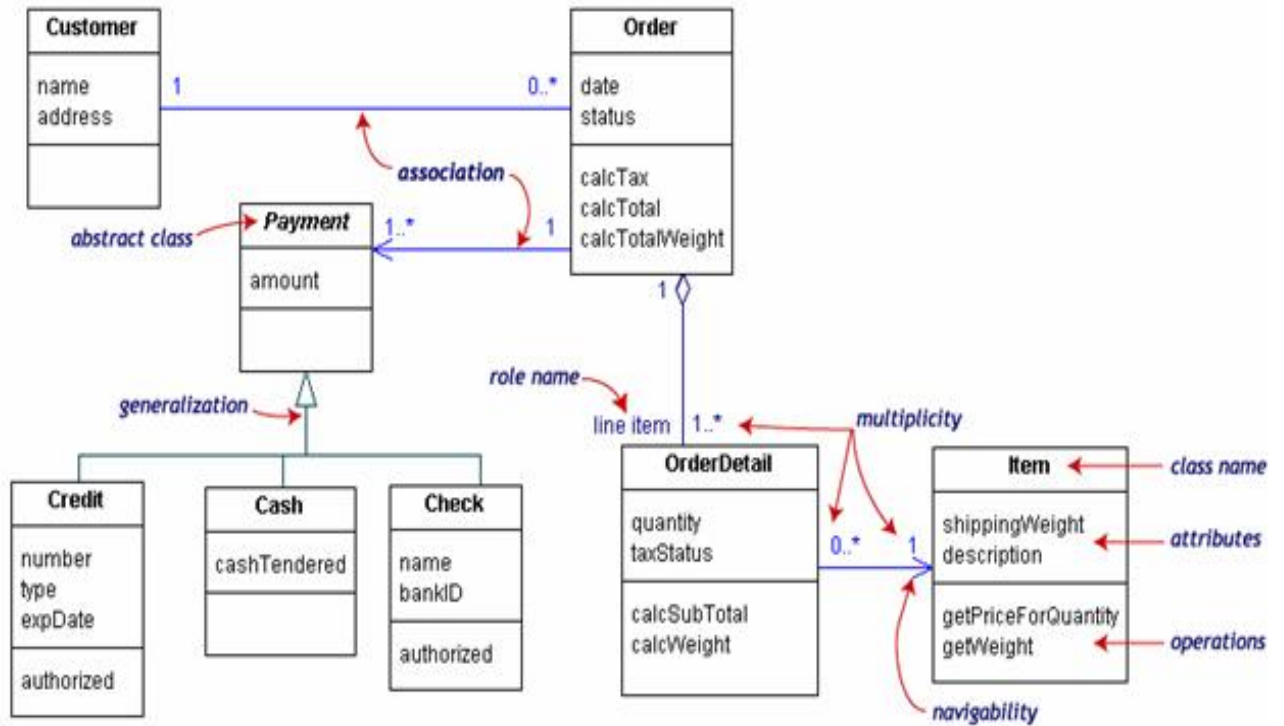 Customer
name
address
1
0..*
Order
date
status
calcTax
calcTotal
calcTotalWeight
association
abstract class
Payment
amount
1..*
1
1
generalization
role name
line item
1..*
multiplicity
Credit
number
type
expDate
authorized
Cash
cashTendered
Check
name
bankID
authorized
OrderDetail
quantity
taxStatus
calcSubTotal
calcWeight
0..*
1
Item
shippingWeight
description
getPriceForQuantity
getWeight
class name
attributes
operations
navigability